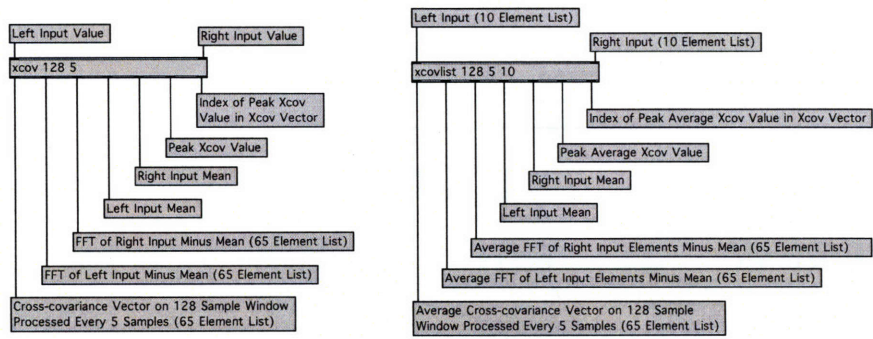 Left Input Value
Right Input Value
xcov 128 5
Index of Peak Xcov
Value in Xcov Vector
Peak Xcov Value
Right Input Mean
Left Input Mean
FFT of Right Input Minus Mean (65 Element List)
FFT of Left Input Minus Mean (65 Element List)
Cross-covariance Vector on 128 Sample Window
Processed Every 5 Samples (65 Element List)
Left Input (10 Element List)
Right Input (10 Element List)
xcovlist 128 5 10
Index of Peak Average Xcov Value in Xcov Vector
Peak Average Xcov Value
Right Input Mean
Left Input Mean
Average FFT of Right Input Elements Minus Mean (65 Element List)
Average FFT of Left Input Elements Minus Mean (65 Element List)
Average Cross-covariance Vector on 128 Sample
Window Processed Every 5 Samples (65 Element List)